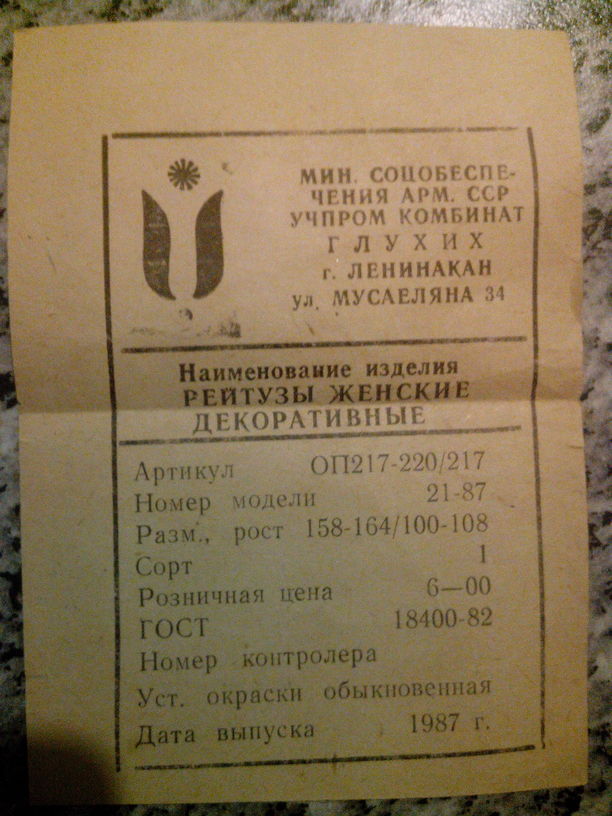 МИН. СОЦОБЕСПЕ-
ЧЕНИЯ АРМ. ССР
УЧПРОМ КОМБИНАТ
ГЛУХИХ
г. ЛЕНИНАКАН
ул. МУСАЕЛЯНА 34
Наименование изделия
РЕЙТУЗЫ ЖЕНСКИЕ
ДЕКОРАТИВНЫЕ
Артикул ОП217-220/217
Номер модели 21-87
Разм., рост 158-164/100-108
Сорт 1
Розничная цена 6—00
ГОСТ 18400-82
Номер контролера
Уст. окраски обыкновенная
Дата выпуска 1987 г.